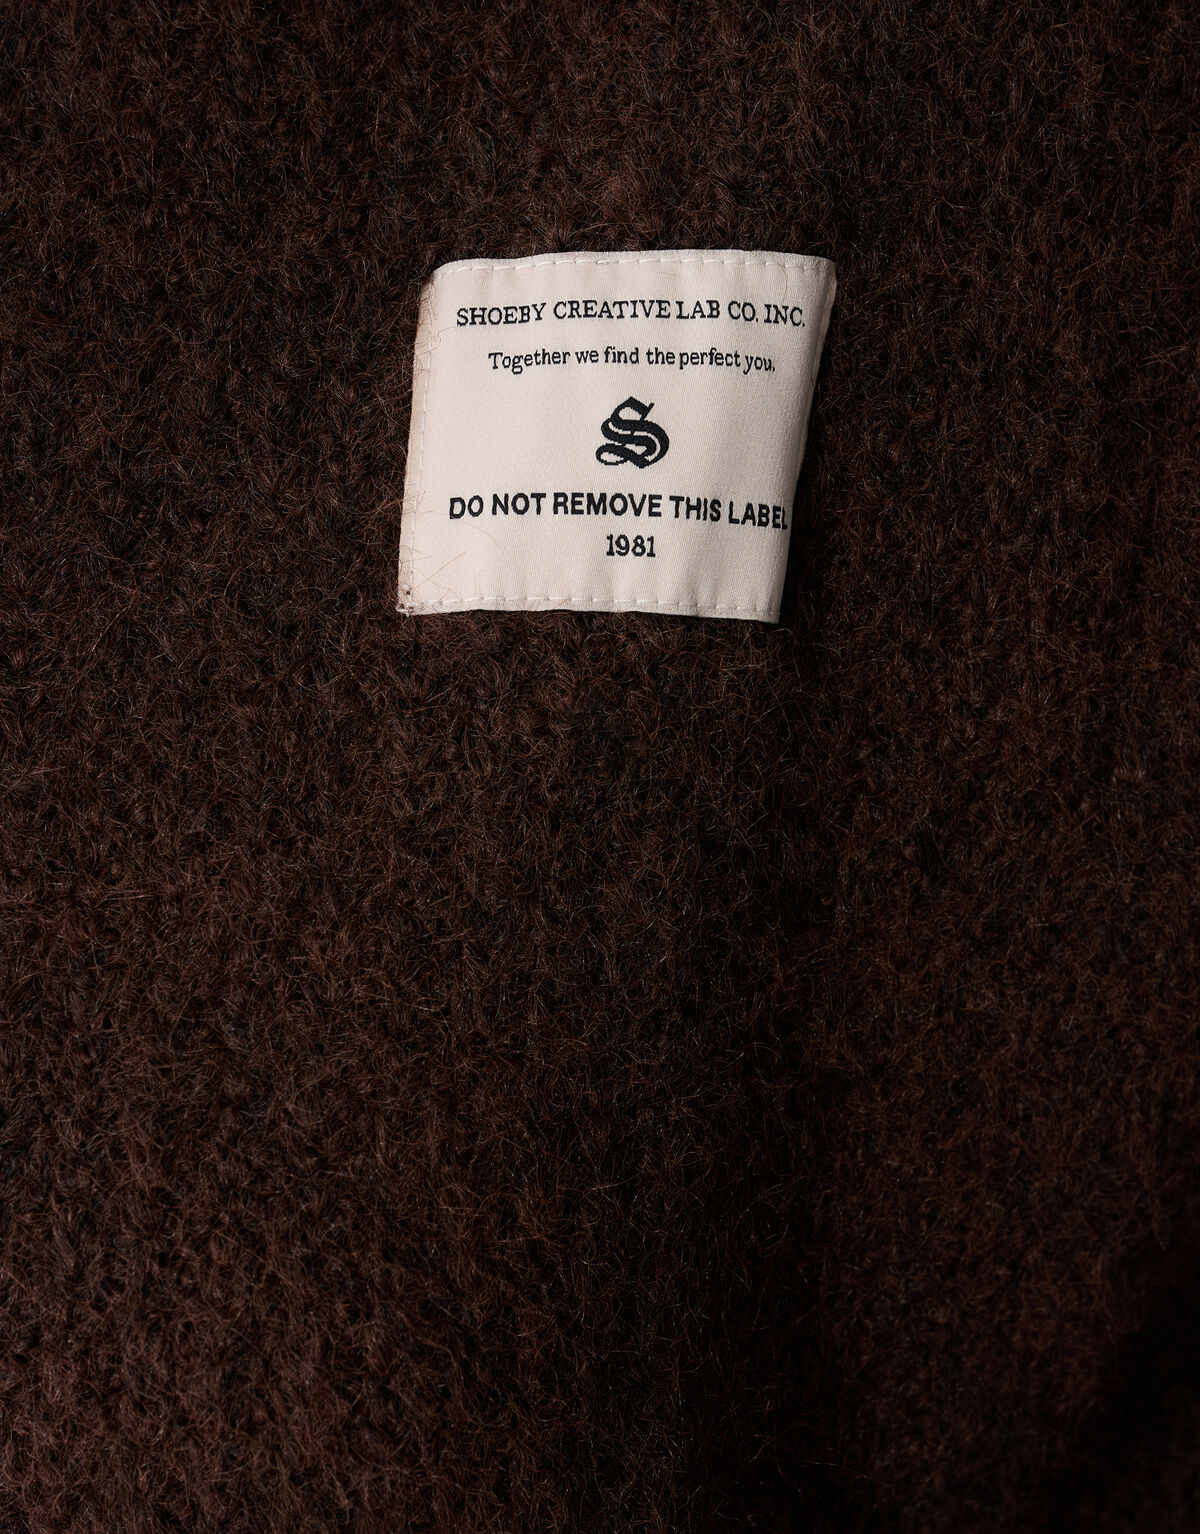 SHOEBY CREATIVE LAB CO. INC.
Together we find the perfect you.
S
DO NOT REMOVE THIS LABEL
1981